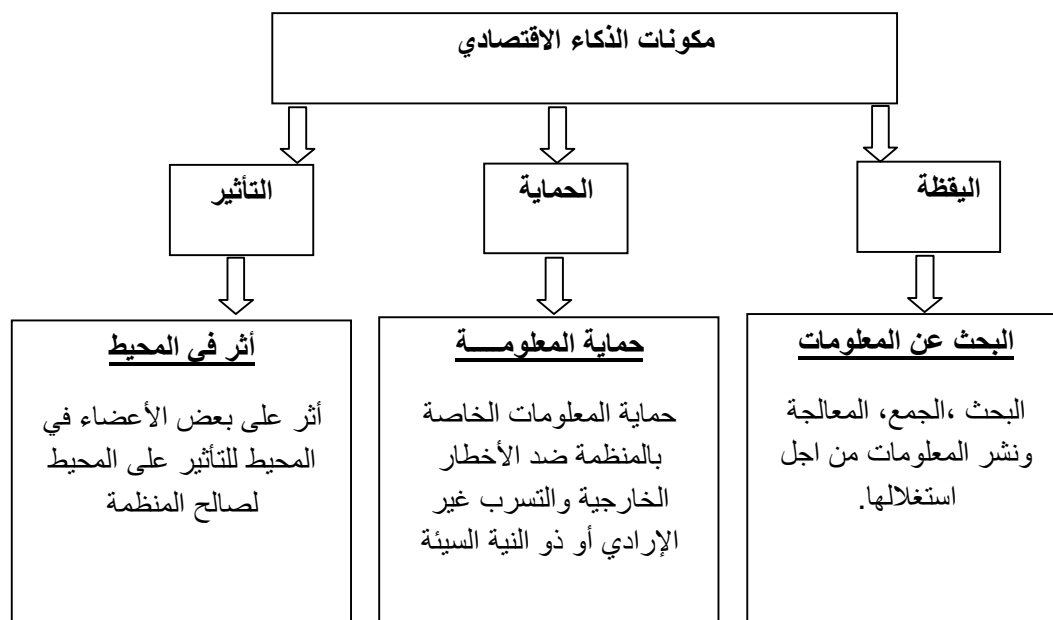 مكونات الذكاء الاقتصادي
اليقظة
الحماية
التأثير
البحث عن المعلومات
البحث ،الجمع، المعالجة
ونشر المعلومات من اجل
استغلالها.
حماية المعلومـــــة
حماية المعلومات الخاصة
بالمنظمة ضد الأخطار
الخارجية والتسرب غير
الإرادي أو ذو النية السيئة
أثر في المحيط
أثر على بعض الأعضاء في
المحيط للتأثير على المحيط
لصالح المنظمة